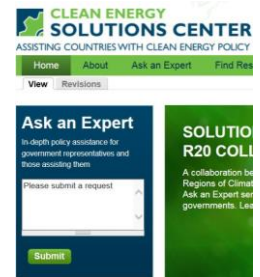 CLEAN ENERGY
SOLUTIONS CENTER
ASSISTING COUNTRIES WITH CLEAN ENERGY POLICY
Home About Ask an Expert Find Res
View Revisions
Ask an Expert
In-depth policy assistance for
government representatives and
those assisting them
Please submit a request
Submit
SOLUTIO
R20 COLL
A collaboration be
Regions of Climat
Ask an Expert ser
governments. Lea